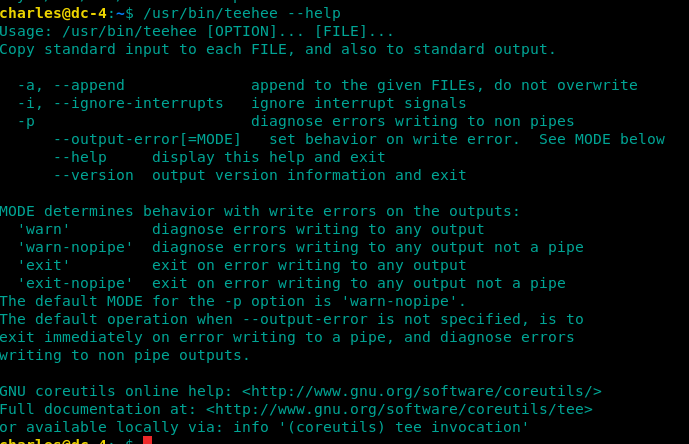 charles@dc-4:~$ /usr/bin/teehee --help
Usage: /usr/bin/teehee [OPTION]... [FILE]...
Copy standard input to each FILE, and also to standard output.
-a, --append append to the given FILEs, do not overwrite
-i, --ignore-interrupts ignore interrupt signals
-p diagnose errors writing to non pipes
--output-error[=MODE] set behavior on write error. See MODE below
--help display this help and exit
--version output version information and exit
MODE determines behavior with write errors on the outputs:
'warn' diagnose errors writing to any output
'warn-nopipe' diagnose errors writing to any output not a pipe
'exit' exit on error writing to any output
'exit-nopipe' exit on error writing to any output not a pipe
The default MODE for the -p option is 'warn-nopipe'.
The default operation when --output-error is not specified, is to
exit immediately on error writing to a pipe, and diagnose errors
writing to non pipe outputs.
GNU coreutils online help: <http://www.gnu.org/software/coreutils/>
Full documentation at: <http://www.gnu.org/software/coreutils/tee>
or available locally via: info '(coreutils) tee invocation'
charles@dc-4:~$